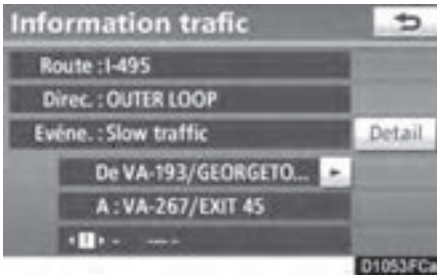 Information trafic
Route :I-495
Direc. : OUTER LOOP
Evéne. : Slow traffic
Detail
De VA-193/GEORGETO...
A : VA-267/EXIT 45
- --- -
D1053FCa